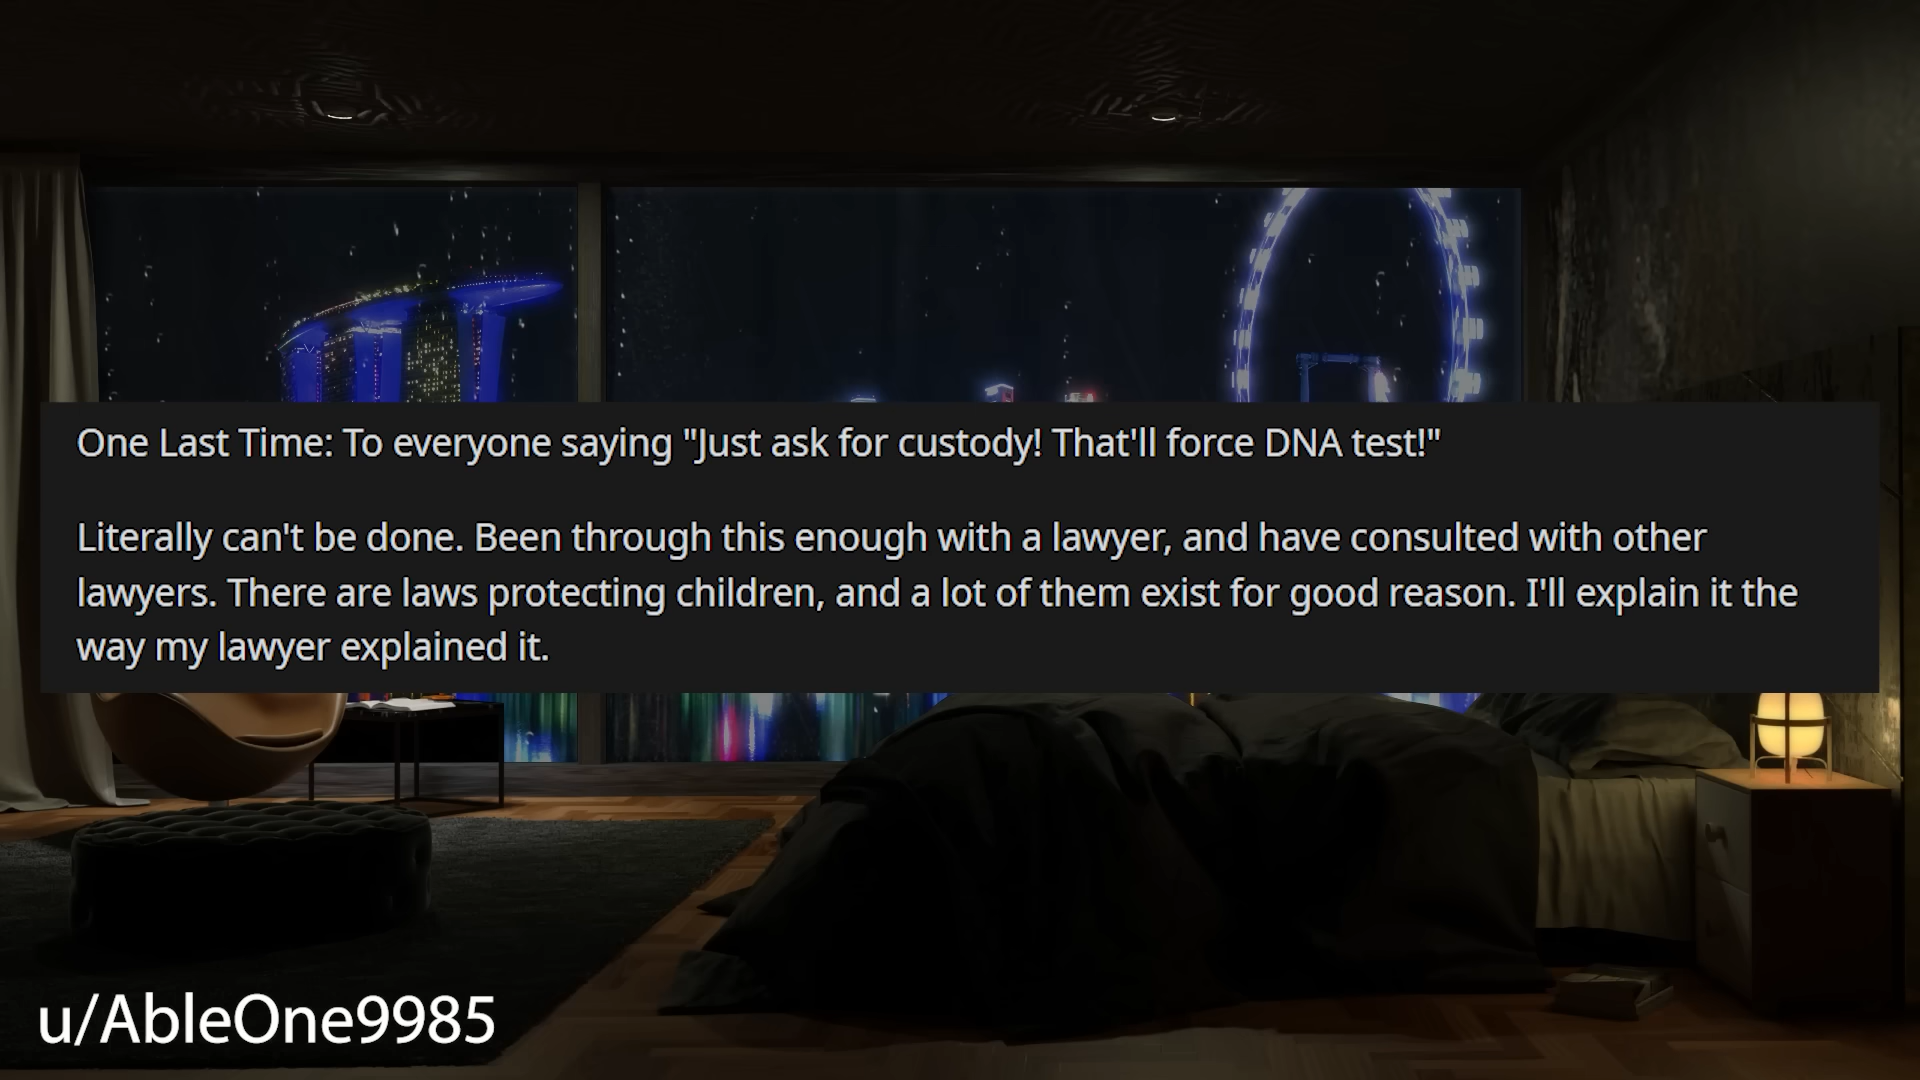 One Last Time: To everyone saying "Just ask for custody! That'll force DNA test!"
Literally can't be done. Been through this enough with a lawyer, and have consulted with other
lawyers. There are laws protecting children, and a lot of them exist for good reason. I'll explain it the
way my lawyer explained it.
u/AbleOne9985